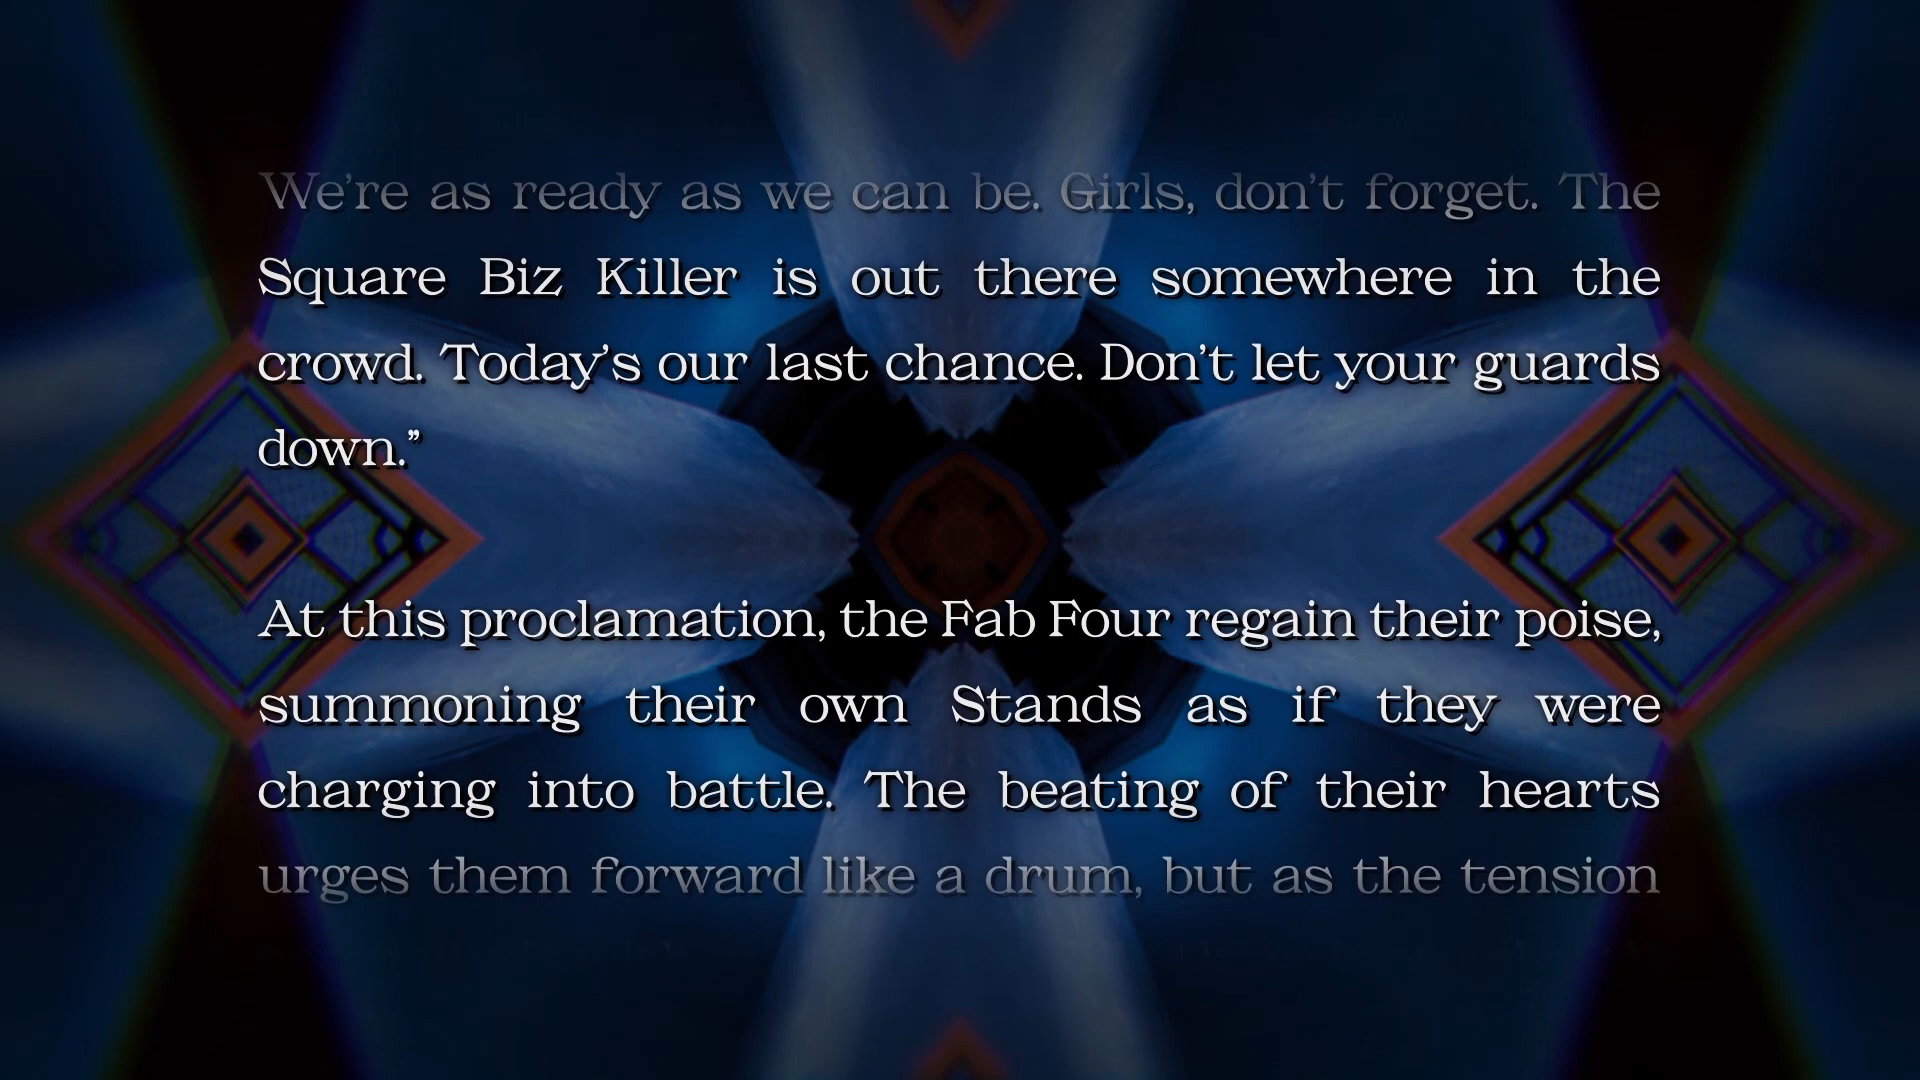 We’re as ready as we can be. Girls, don’t forget. The
Square Biz Killer is out there somewhere in the
crowd. Today’s our last chance. Don’t let your guards
down.”
At this proclamation, the Fab Four regain their poise,
summoning their own Stands as if they were
charging into battle. The beating of their hearts
urges them forward like a drum, but as the tension